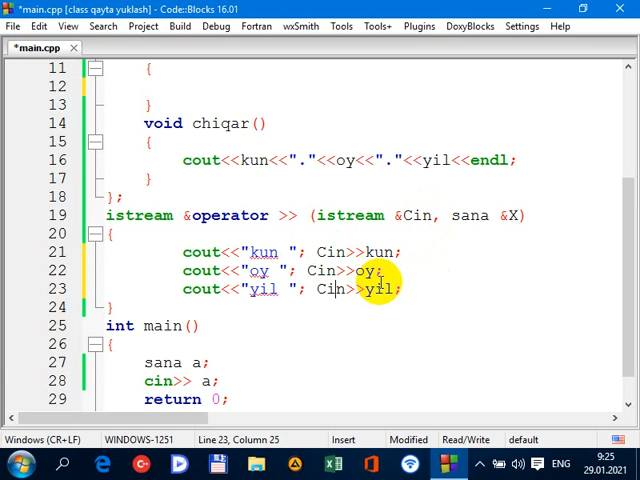 *main.cpp [class qayta yuklash] - Code::Blocks 16.01
File Edit View Search Project Build Debug Fortran wxSmith Tools Tools+ Plugins DoxyBlocks Settings Help
*main.cpp
11 {
12
13 }
14 void chiqar()
15 {
16 cout<<kun<<"."<<oy<<"."<<yil<<endl;
17 }
18 };
19 istream &operator >> (istream &Cin, sana &X)
20 {
21 cout<<"kun "; Cin>>kun;
22 cout<<"oy "; Cin>>oy;
23 cout<<"yil "; Cin>>yil;
24 }
25 int main()
26 {
27 sana a;
28 cin>> a;
29 return 0;
Windows (CR+LF) WINDOWS-1251 Line 23, Column 25 Insert Modified Read/Write default
ENG 9:25
29.01.2021